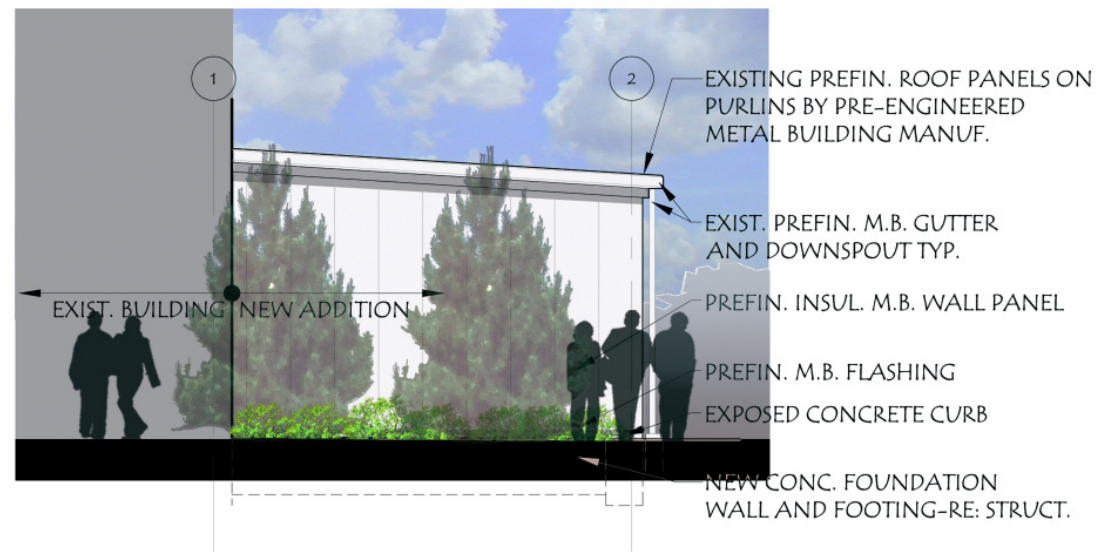 1
2
EXISTING PREFIN. ROOF PANELS ON
PURLINS BY PRE-ENGINEERED
METAL BUILDING MANUF.
EXIST. PREFIN. M.B. GUTTER
AND DOWNSPOUT TYP.
EXIST. BUILDING NEW ADDITION
PREFIN. INSUL. M.B. WALL PANEL
PREFIN. M.B. FLASHING
EXPOSED CONCRETE CURB
NEW CONC. FOUNDATION
WALL AND FOOTING-RE: STRUCT.